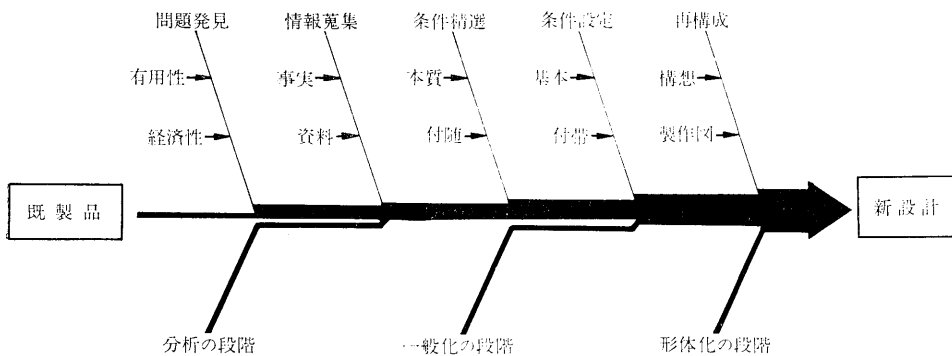 問題発見 情報蒐集 条件精選 条件設定 再構成
有用性 事実 本質 基本 構想
経済性 資料 付随 付帯 製作図
既製品 新設計
分析の段階 一般化の段階 形体化の段階